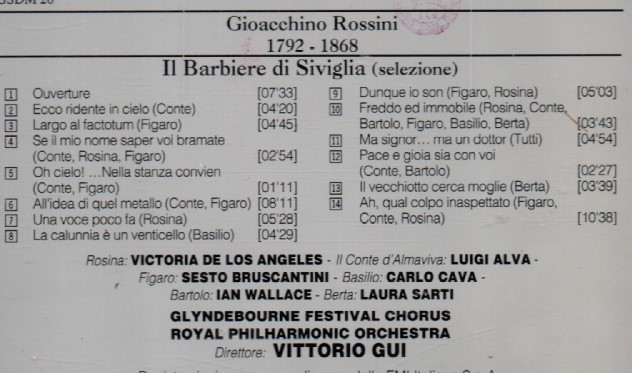 Gioacchino Rossini
1792 - 1868
Il Barbiere di Siviglia (selezione)
1 Ouverture [07'33]
2 Ecco ridente in cielo (Conte) [04'20]
3 Largo al factotum (Figaro) [04'45]
4 Se il mio nome saper voi bramate
(Conte, Rosina, Figaro) [02'54]
5 Oh cielo! ...Nella stanza convien
(Conte, Figaro) [01'11]
6 All'idea di quel metallo (Conte, Figaro) [08'11]
7 Una voce poco fa (Rosina) [05'28]
8 La calunnia è un venticello (Basilio) [04'29]
9 Dunque io son (Figaro, Rosina) [05'03]
10 Freddo ed immobile (Rosina, Conte,
Bartolo, Figaro, Basilio, Berta) [03'43]
11 Ma signor... ma un dottor (Tutti) [04'54]
12 Pace e gioia sia con voi
(Conte, Bartolo) [02'27]
13 Il vecchiotto cerca moglie (Berta) [03'39]
14 Ah, qual colpo inaspettato (Figaro,
Conte, Rosina) [10'38]
Rosina: VICTORIA DE LOS ANGELES - Il Conte d'Almaviva: LUIGI ALVA -
Figaro: SESTO BRUSCANTINI - Basilio: CARLO CAVA -
Bartolo: IAN WALLACE - Berta: LAURA SARTI
GLYNDEBOURNE FESTIVAL CHORUS
ROYAL PHILHARMONIC ORCHESTRA
Direttore: VITTORIO GUI